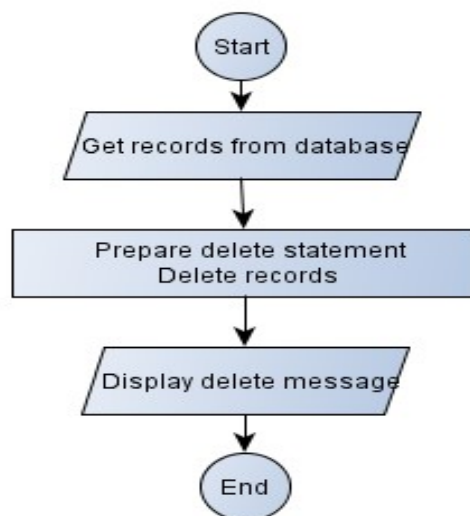 Start
Get records from database
Prepare delete statement
Delete records
Display delete message
End